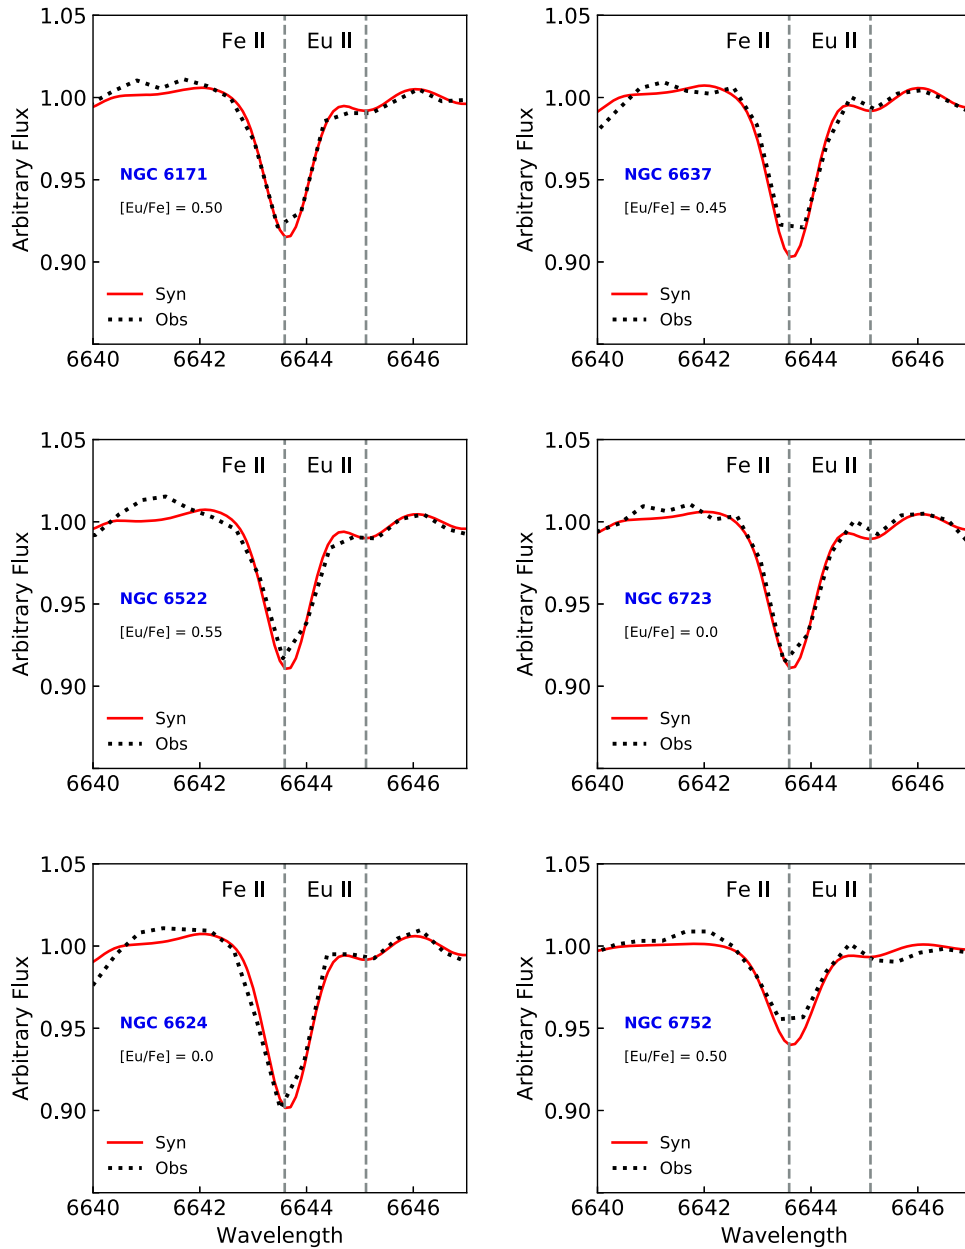 1.05
Fe II Eu II
1.00
NGC 6171
0.95
[Eu/Fe] = 0.50
0.90
Syn
Obs
Arbitrary Flux
6640 6642 6644 6646
Fe II Eu II
NGC 6637
[Eu/Fe] = 0.45
0.90
Syn
Obs
Arbitrary Flux
1.05
1.00
0.95
6640 6642 6644 6646
1.05
Fe II Eu II
1.00
0.95
NGC 6522
[Eu/Fe] = 0.55
0.90
Syn
Obs
Arbitrary Flux
6640 6642 6644 6646
1.05
Fe II Eu II
1.00
0.95
NGC 6723
[Eu/Fe] = 0.0
0.90
Syn
Obs
Arbitrary Flux
6640 6642 6644 6646
1.05
Fe II Eu II
1.00
0.95
NGC 6624
[Eu/Fe] = 0.0
0.90
Syn
Obs
Arbitrary Flux
6640 6642 6644 6646
Wavelength
1.05
Fe II Eu II
1.00
0.95
NGC 6752
[Eu/Fe] = 0.50
0.90
Syn
Obs
Arbitrary Flux
6640 6642 6644 6646
Wavelength